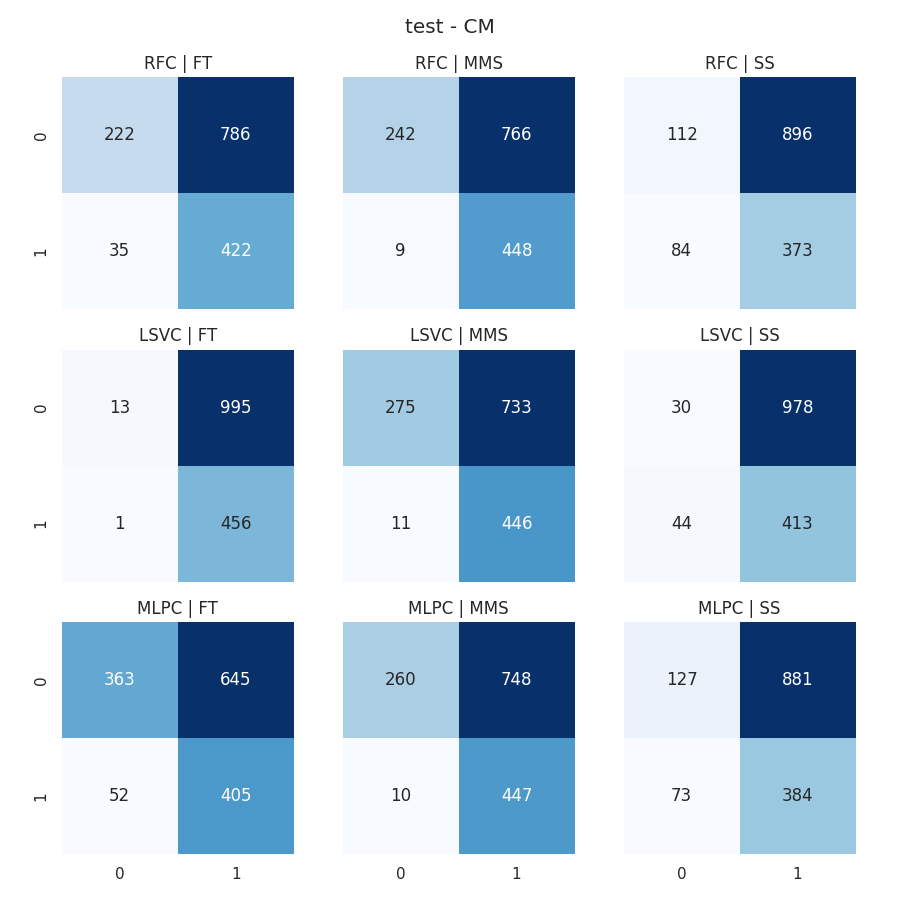 test - CM
RFC | FT RFC | MMS RFC | SS
0 222 786 242 766 112 896
1 35 422 9 448 84 373
LSVC | FT LSVC | MMS LSVC | SS
0 13 995 275 733 30 978
1 1 456 11 446 44 413
MLPC | FT MLPC | MMS MLPC | SS
0 363 645 260 748 127 881
1 52 405 10 447 73 384
0 1 0 1 0 1